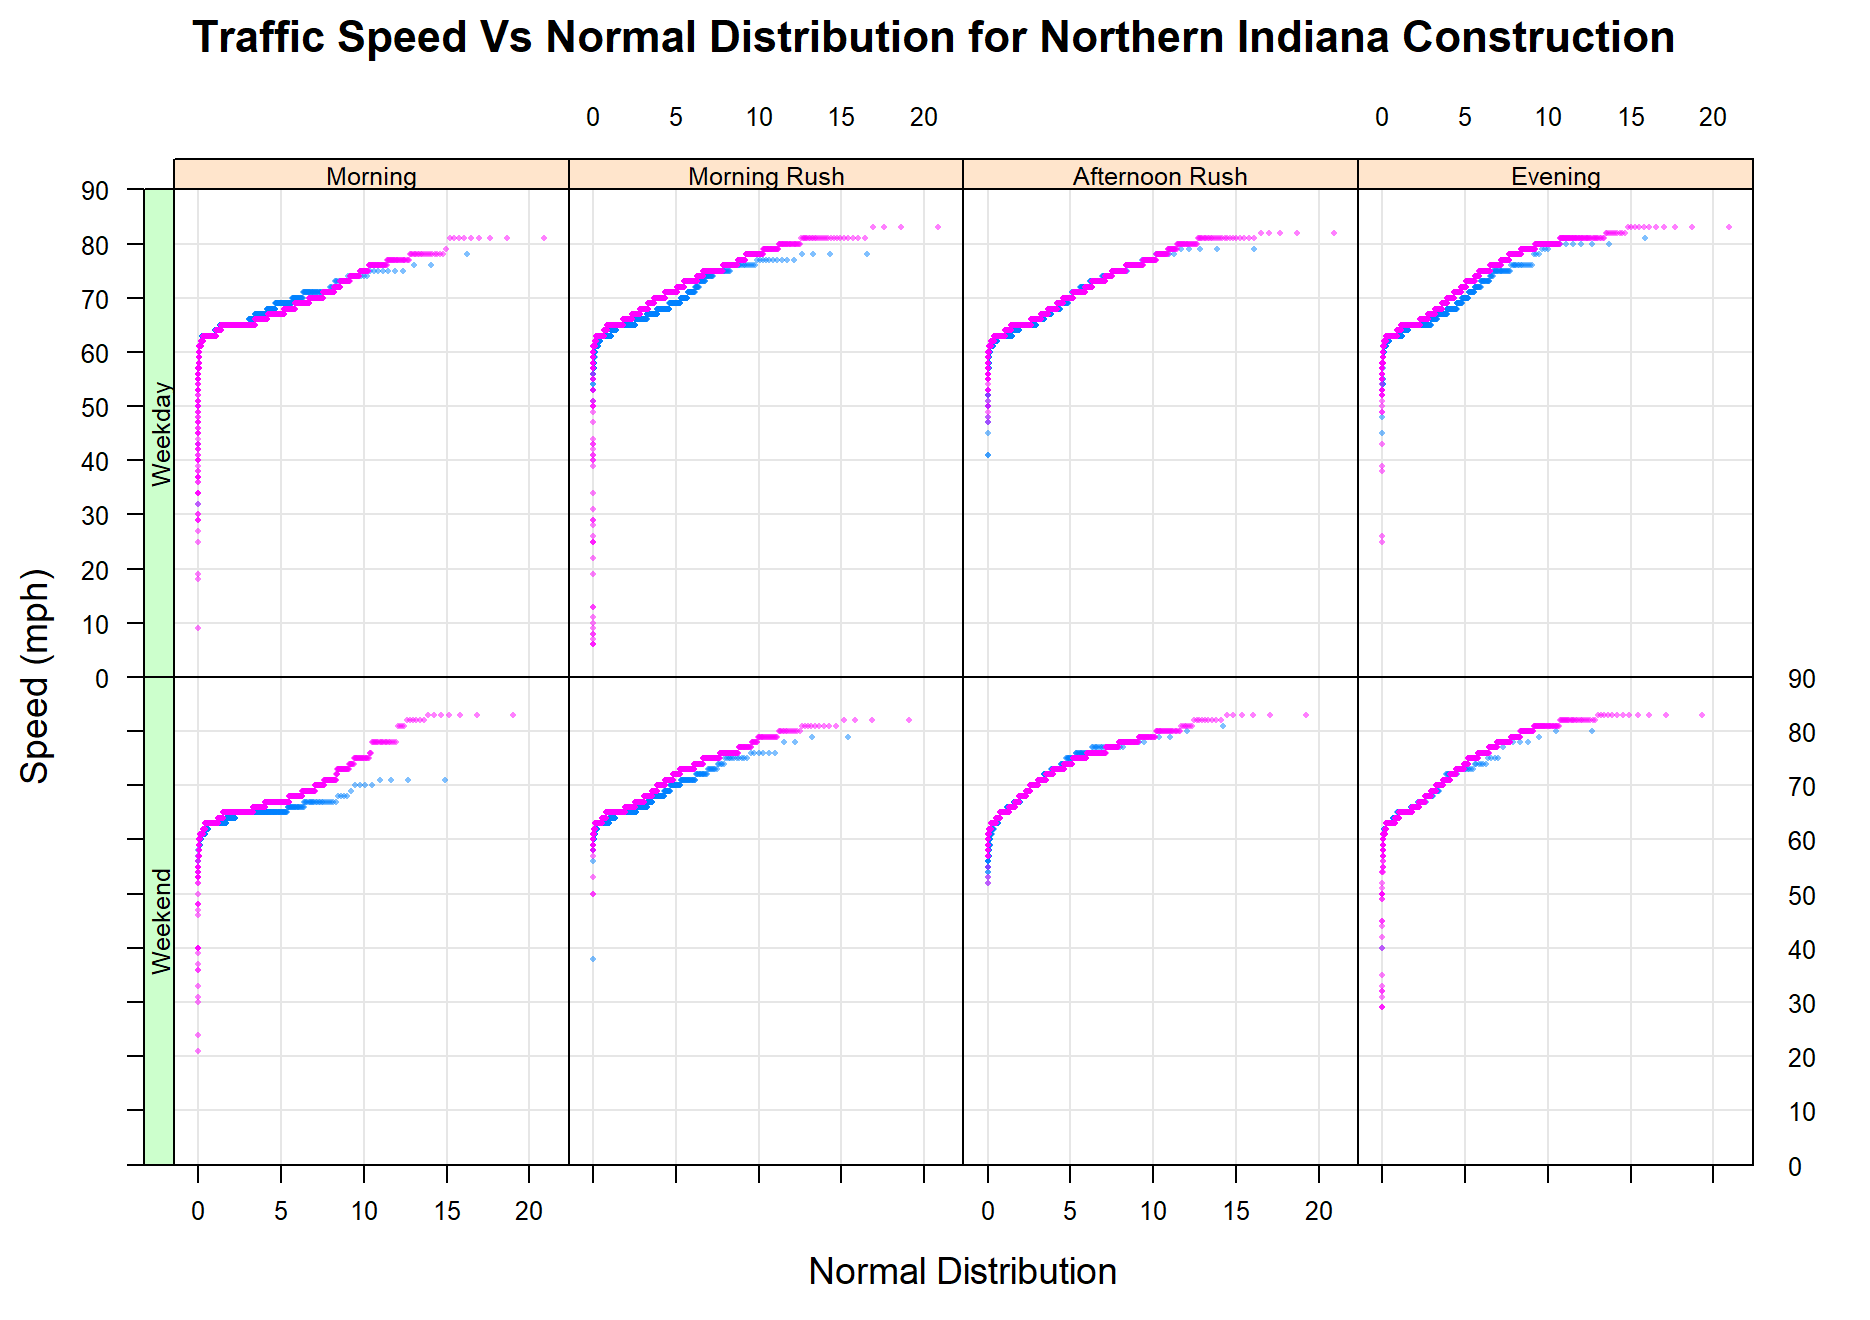 Traffic Speed Vs Normal Distribution for Northern Indiana Construction
0 5 10 15 20 0 5 10 15 20
Morning Morning Rush Afternoon Rush Evening
Weekday
90
80
70
60
50
40
30
20
10
0
Speed (mph)
Weekend
90
80
70
60
50
40
30
20
10
0
0 5 10 15 20 0 5 10 15 20
Normal Distribution